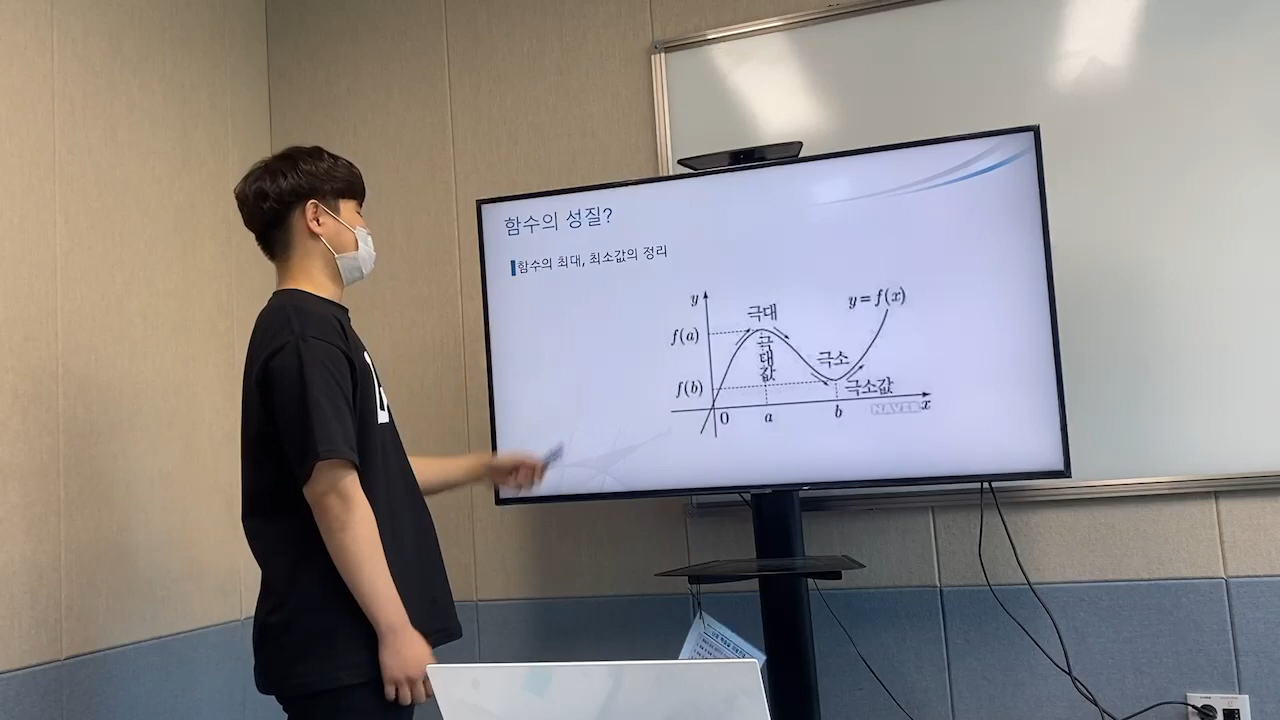 함수의 성질?
함수의 최대, 최소값의 정리
y
극대
y=f(x)
f(a)
극대값
극소
f(b)
극소값
0
a
b
NAVER
x